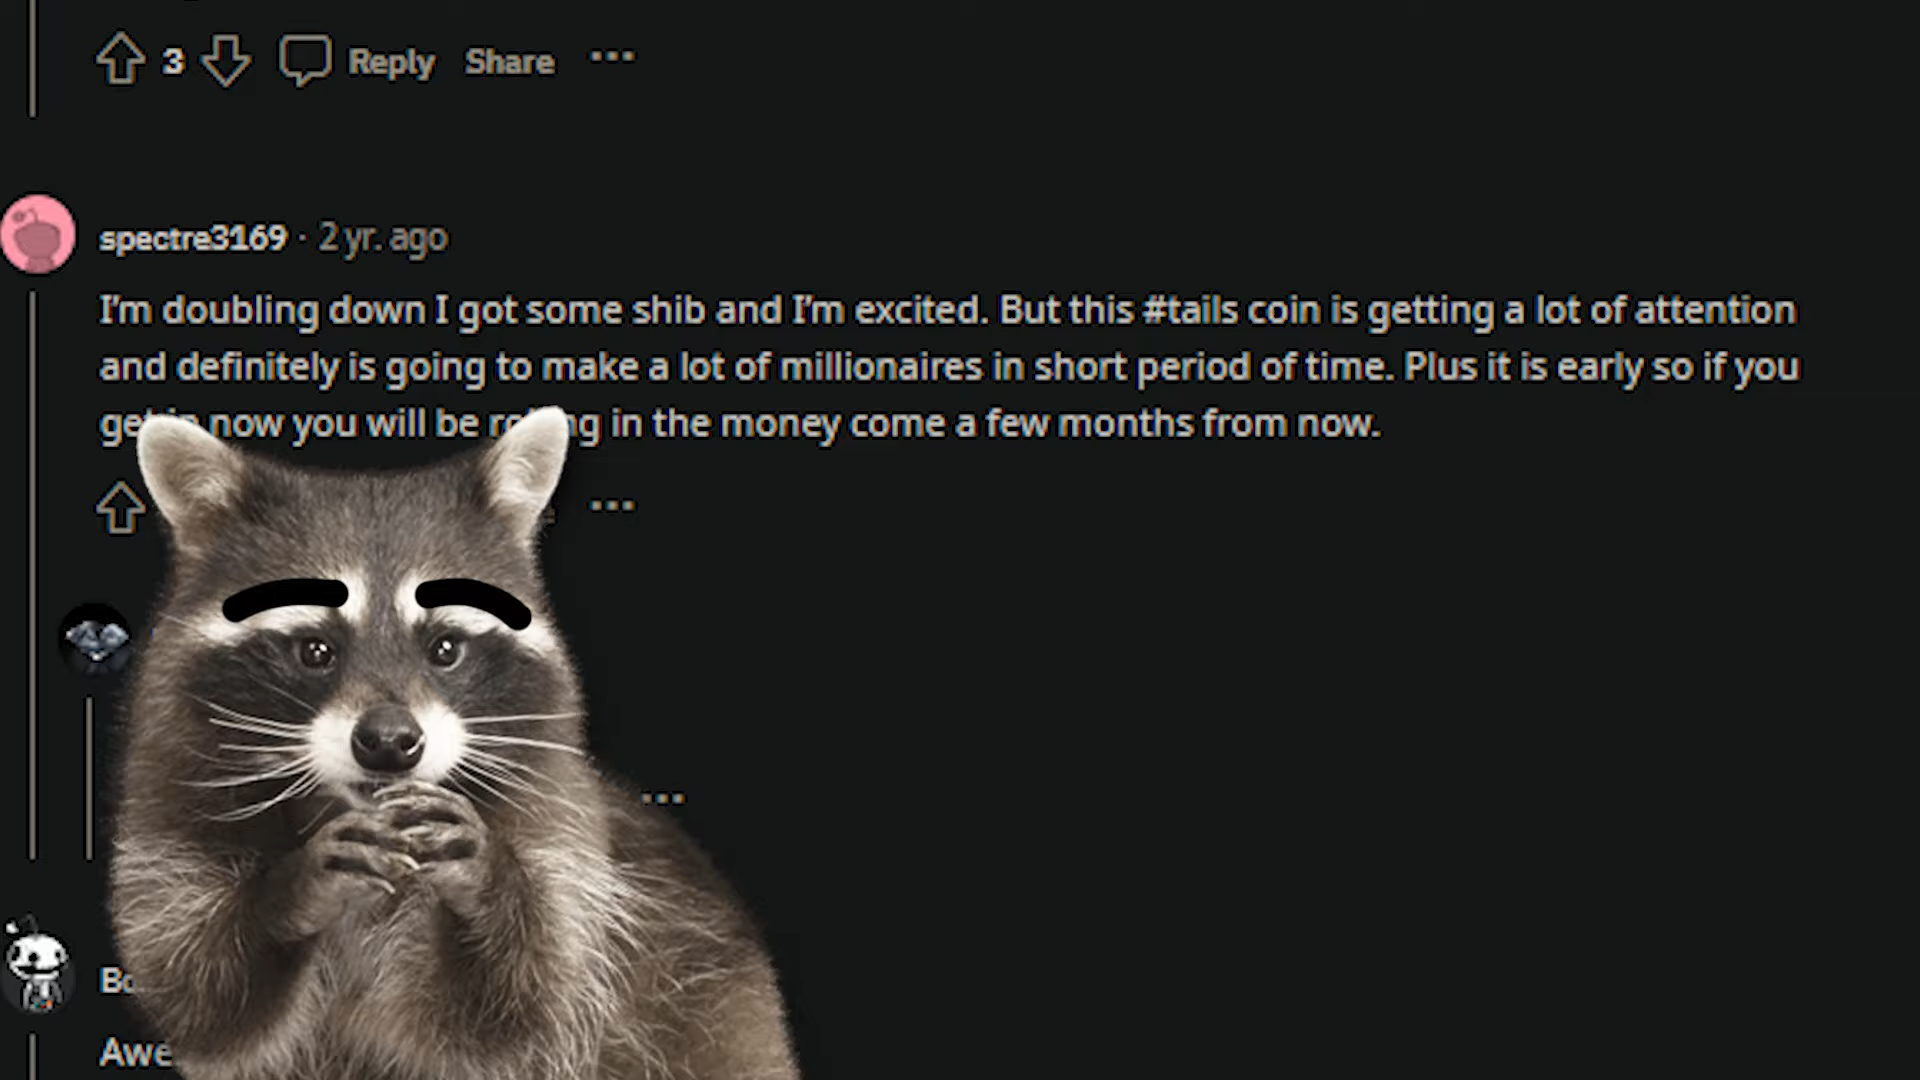 3 Reply Share ...
spectre3169 · 2 yr. ago
I'm doubling down I got some shib and I'm excited. But this #tails coin is getting a lot of attention
and definitely is going to make a lot of millionaires in short period of time. Plus it is early so if you
now you will be in the money come a few months from now.